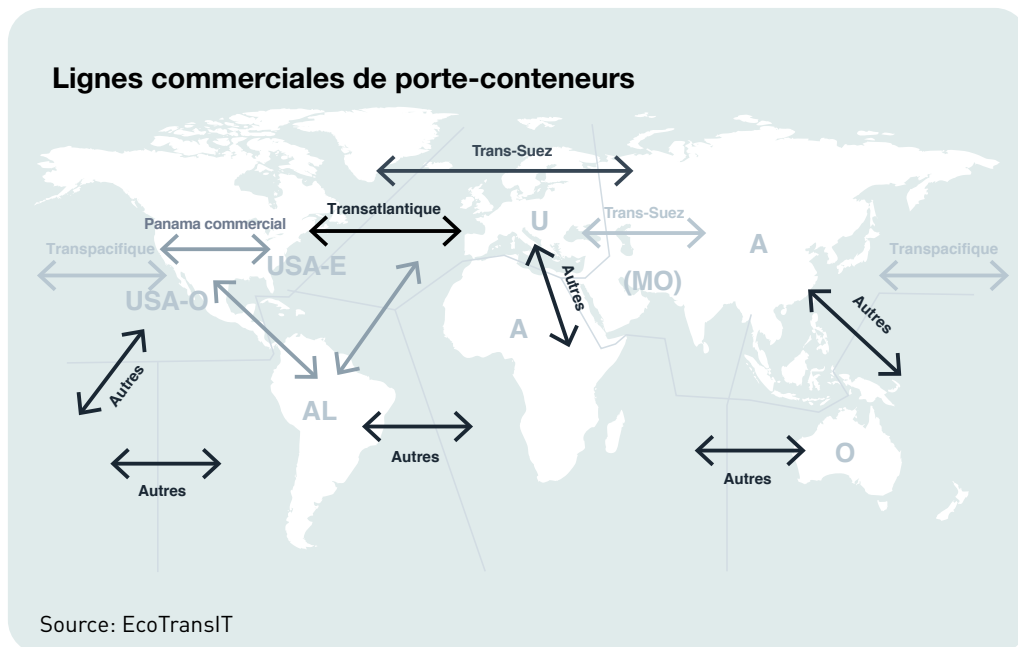 Lignes commerciales de porte-conteneurs
Trans-Suez
Transatlantique
Panama commercial
Transpacifique
USA-E
USA-O
U
Trans-Suez
A
(MO)
Transpacifique
Autres
A
Autres
Autres
AL
Autres
Autres
O
Autres
Source: EcoTransIT